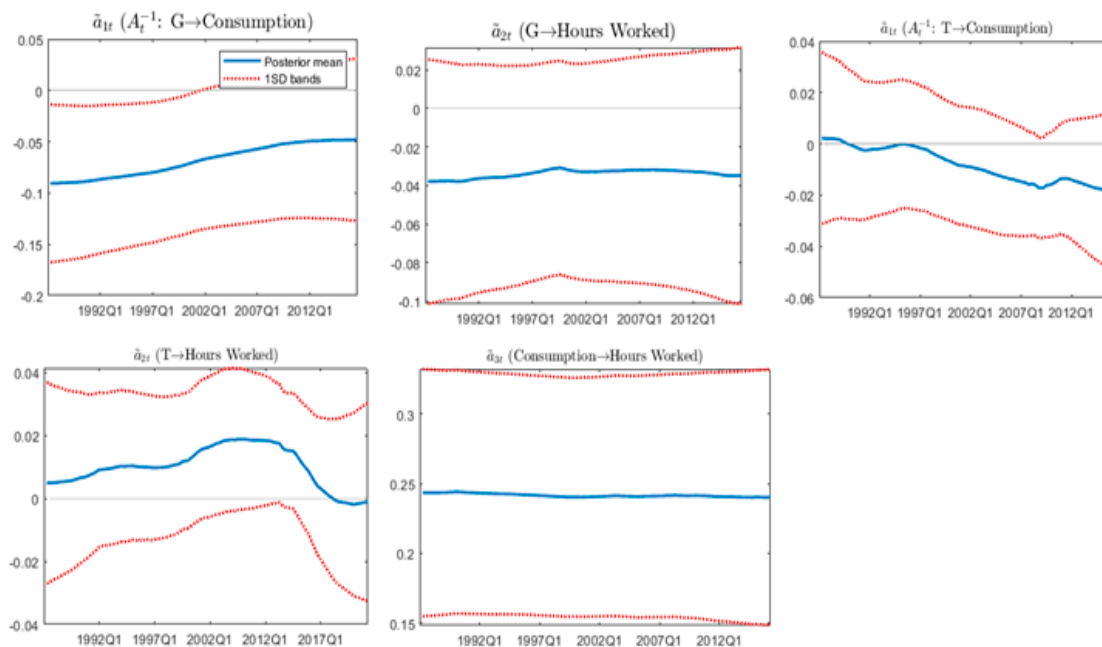 ã₁ₜ (Aₜ⁻¹: G→Consumption)
0.05
0
-0.05
-0.1
-0.15
-0.2
1992Q1 1997Q1 2002Q1 2007Q1 2012Q1
Posterior mean
1SD bands
ã₂ₜ (G→Hours Worked)
0.02
0
-0.02
-0.04
-0.06
-0.08
-0.1
1992Q1 1997Q1 2002Q1 2007Q1 2012Q1
ã₁ₜ (Aₜ⁻¹: T→Consumption)
0.04
0.02
0
-0.02
-0.04
-0.06
1992Q1 1997Q1 2002Q1 2007Q1 2012Q1
ã₂ₜ (T→Hours Worked)
0.04
0.02
0
-0.02
-0.04
1992Q1 1997Q1 2002Q1 2012Q1 2017Q1
ã₃ₜ (Consumption→Hours Worked)
0.3
0.25
0.2
0.15
1992Q1 1997Q1 2002Q1 2007Q1 2012Q1